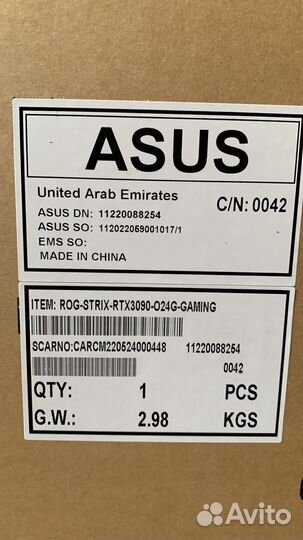 ASUS
United Arab Emirates
C/N: 0042
ASUS DN: 11220088254
ASUS SO: 112022069001017/1
EMS SO:
MADE IN CHINA
ITEM: ROG-STRIX-RTX3090-O24G-GAMING
SCARNO:CARCM220524000448 11220088254
0042
QTY: 1 PCS
G.W.: 2.98 KGS
Avito